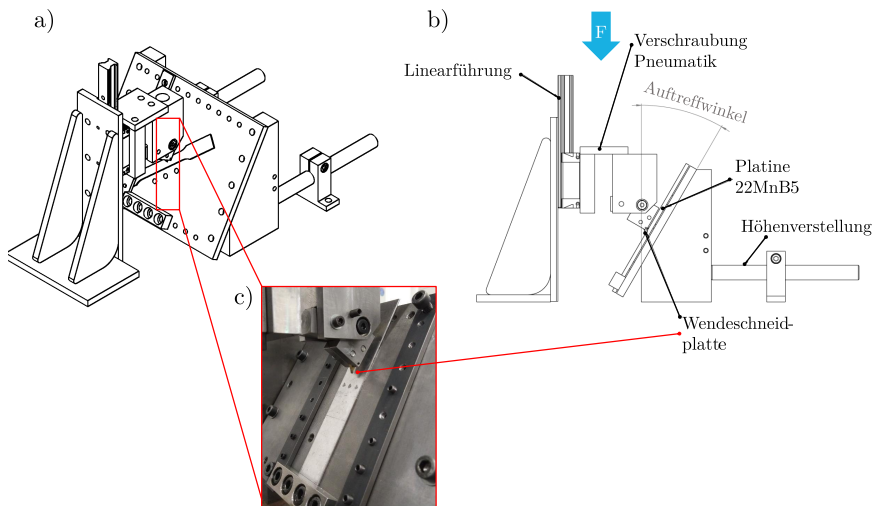 a)
b)
F
Verschraubung
Pneumatik
Linearführung
Auftreffwinkel
Platine
22MnB5
Höhenverstellung
c)
Wendeschneid-
platte